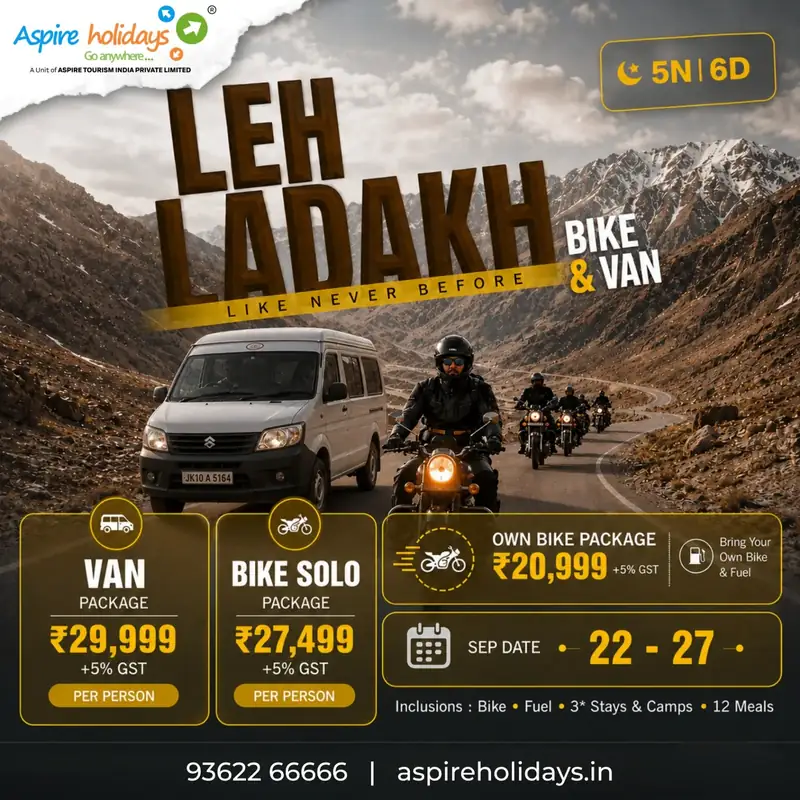 Aspire holidays®
Go anywhere...
A Unit of ASPIRE TOURISM INDIA PRIVATE LIMITED
5N | 6D
LEH
LADAKH
BIKE
& VAN
LIKE NEVER BEFORE
JK10 A 5164
VAN
PACKAGE
₹29,999
+5% GST
PER PERSON
BIKE SOLO
PACKAGE
₹27,499
+5% GST
PER PERSON
OWN BIKE PACKAGE
₹20,999 +5% GST
Bring Your
Own Bike
& Fuel
SEP DATE 22 - 27
Inclusions : Bike • Fuel • 3* Stays & Camps • 12 Meals
93622 66666 | aspireholidays.in